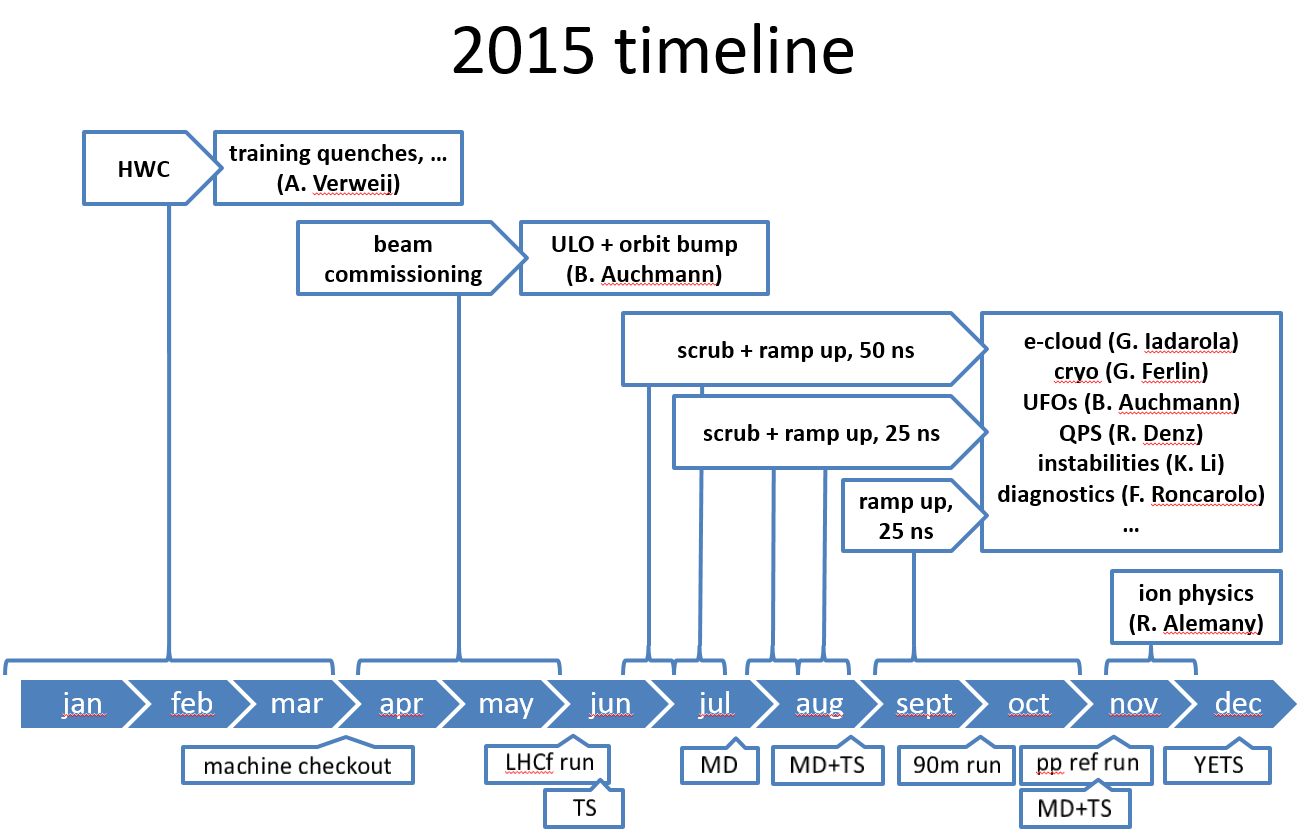 2015 timeline
HWC
training quenches, ...
(A. Verweij)
beam
commissioning
ULO + orbit bump
(B. Auchmann)
scrub + ramp up, 50 ns
scrub + ramp up, 25 ns
ramp up,
25 ns
e-cloud (G. Iadarola)
cryo (G. Ferlin)
UFOs (B. Auchmann)
QPS (R. Denz)
instabilities (K. Li)
diagnostics (F. Roncarolo)
...
ion physics
(R. Alemany)
jan feb mar apr may jun jul aug sept oct nov dec
machine checkout
LHCf run
TS
MD
MD+TS
90m run
pp ref run
MD+TS
YETS